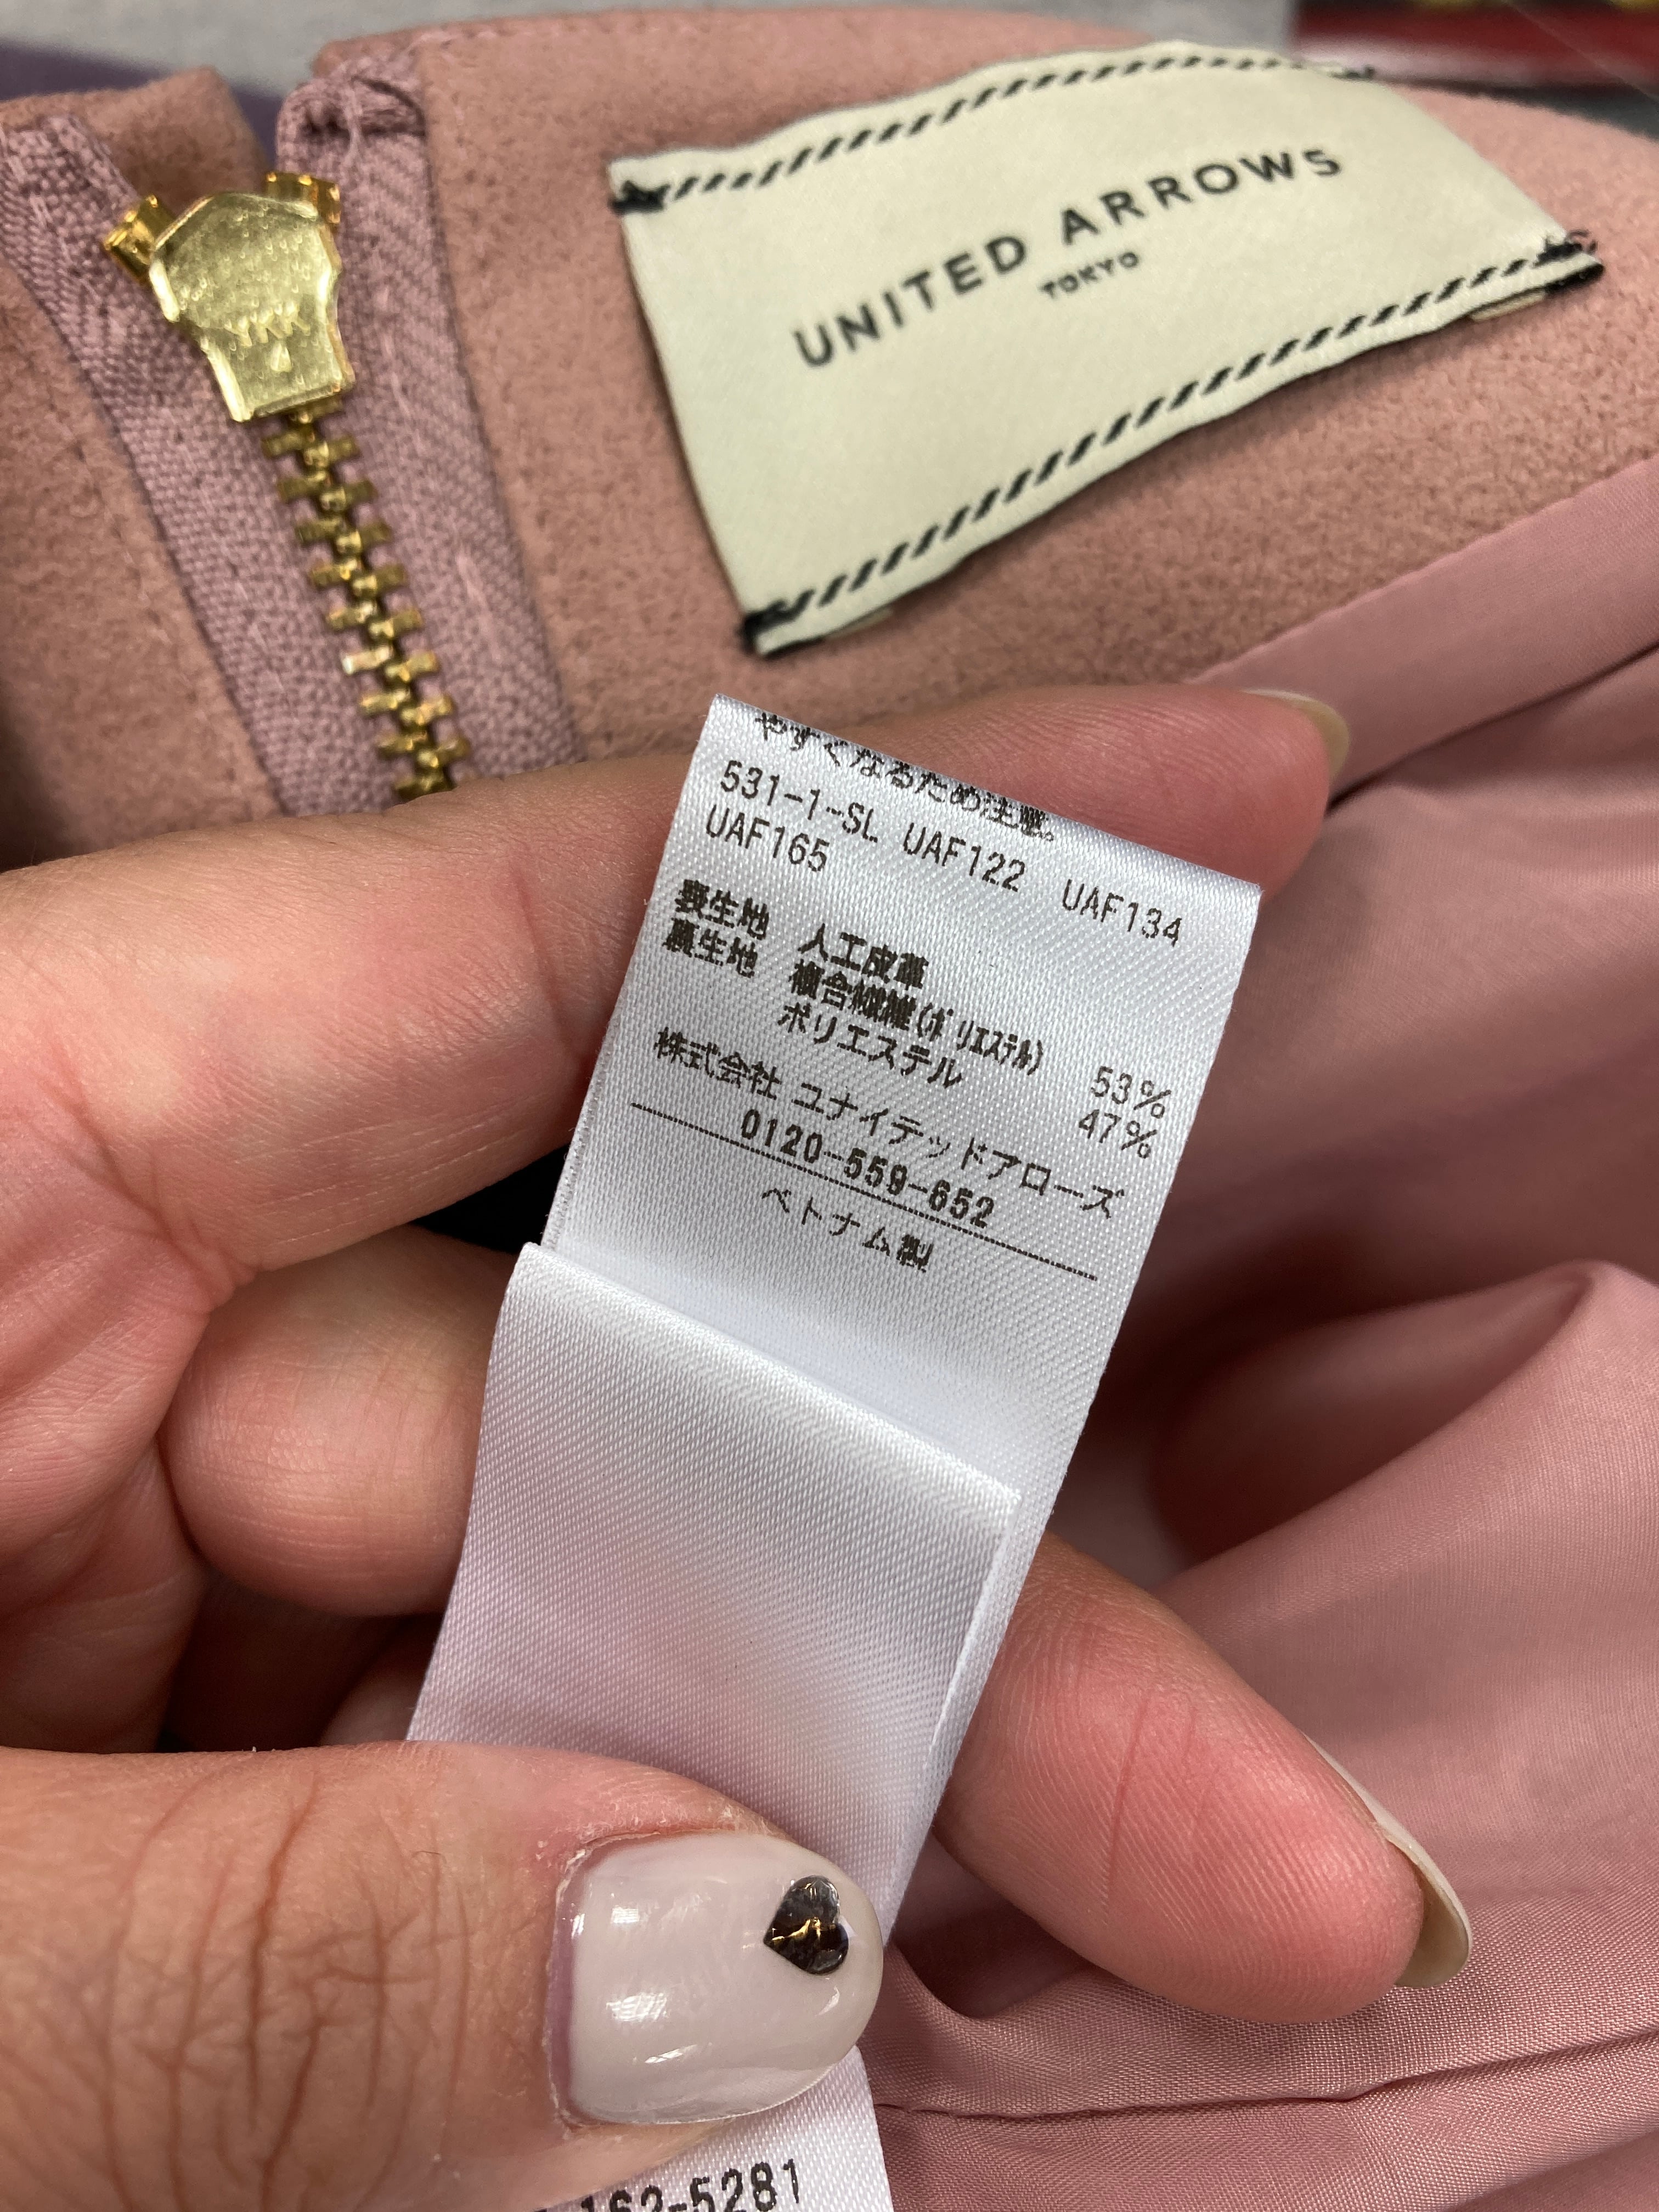 YKK
UNITED ARROWS
TOKYO
やすくなるため注意。
531-1-SL UAF122 UAF134
UAF165
表生地 人工皮革
裏生地 複合繊維(ポリエステル) 53%
ポリエステル 47%
株式会社 ユナイテッドアローズ
0120-559-652
ベトナム製
162-5281